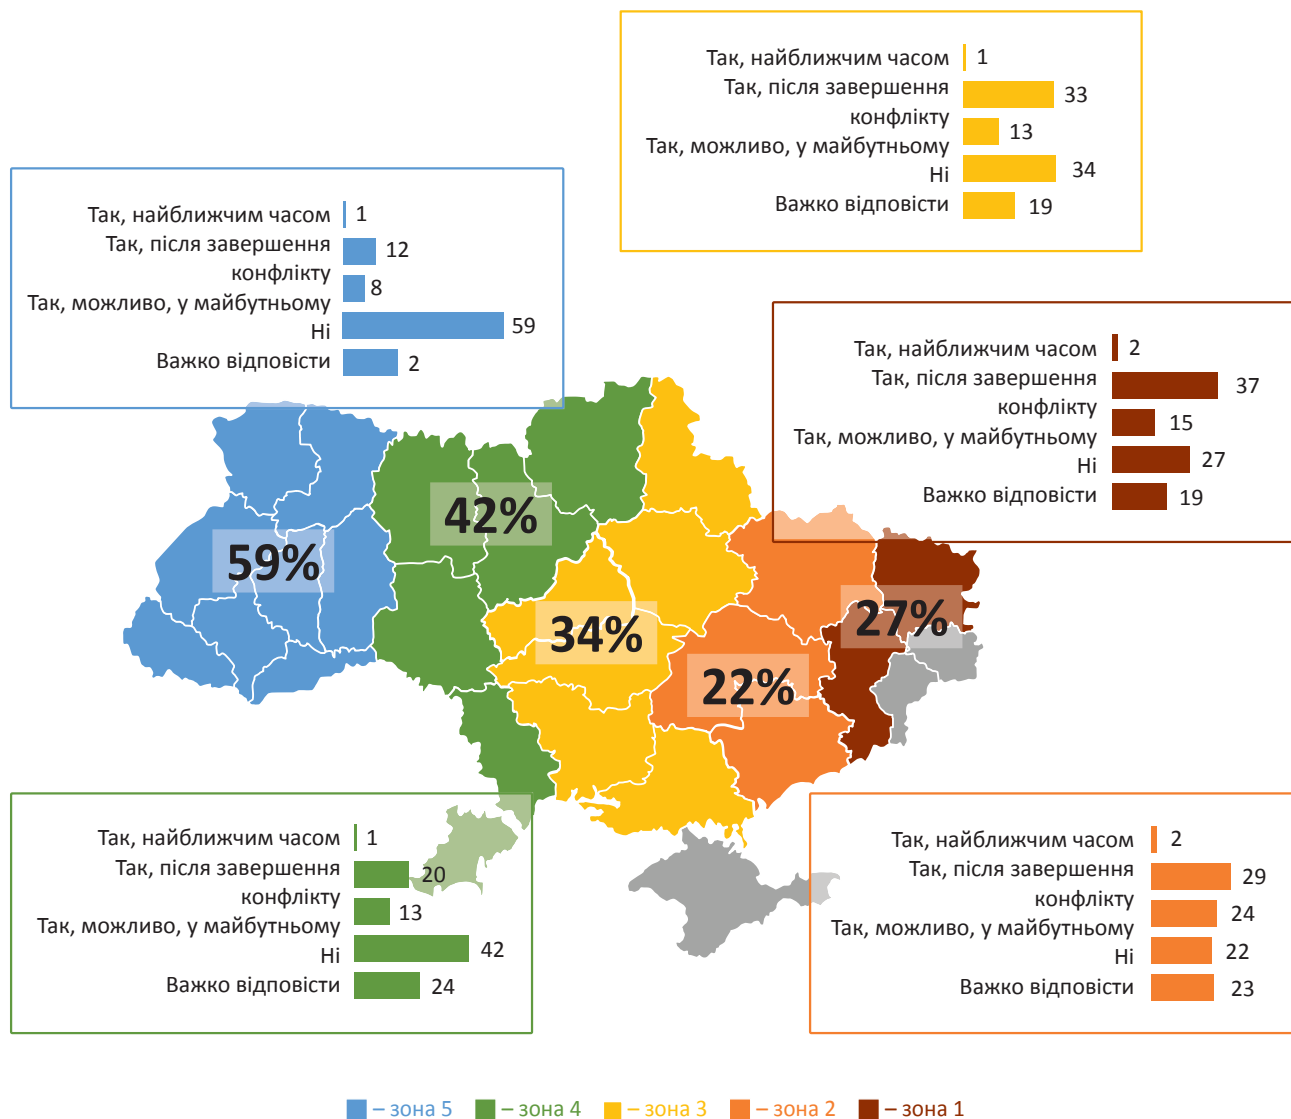 Так, найближчим часом 1
Так, після завершення 33
конфлікту
13
Так, можливо, у майбутньому
Ні 34
Важко відповісти 19
Так, найближчим часом 1
Так, після завершення 12
конфлікту
8
Так, можливо, у майбутньому
Ні 59
Важко відповісти 2
Так, найближчим часом 2
Так, після завершення 37
конфлікту
15
Так, можливо, у майбутньому
Ні 27
Важко відповісти 19
42%
59%
27%
34%
22%
Так, найближчим часом 1
Так, після завершення 20
конфлікту
13
Так, можливо, у майбутньому
Ні 42
Важко відповісти 24
Так, найближчим часом 2
Так, після завершення 29
конфлікту
24
Так, можливо, у майбутньому
Ні 22
Важко відповісти 23
– зона 5 – зона 4 – зона 3 – зона 2 – зона 1